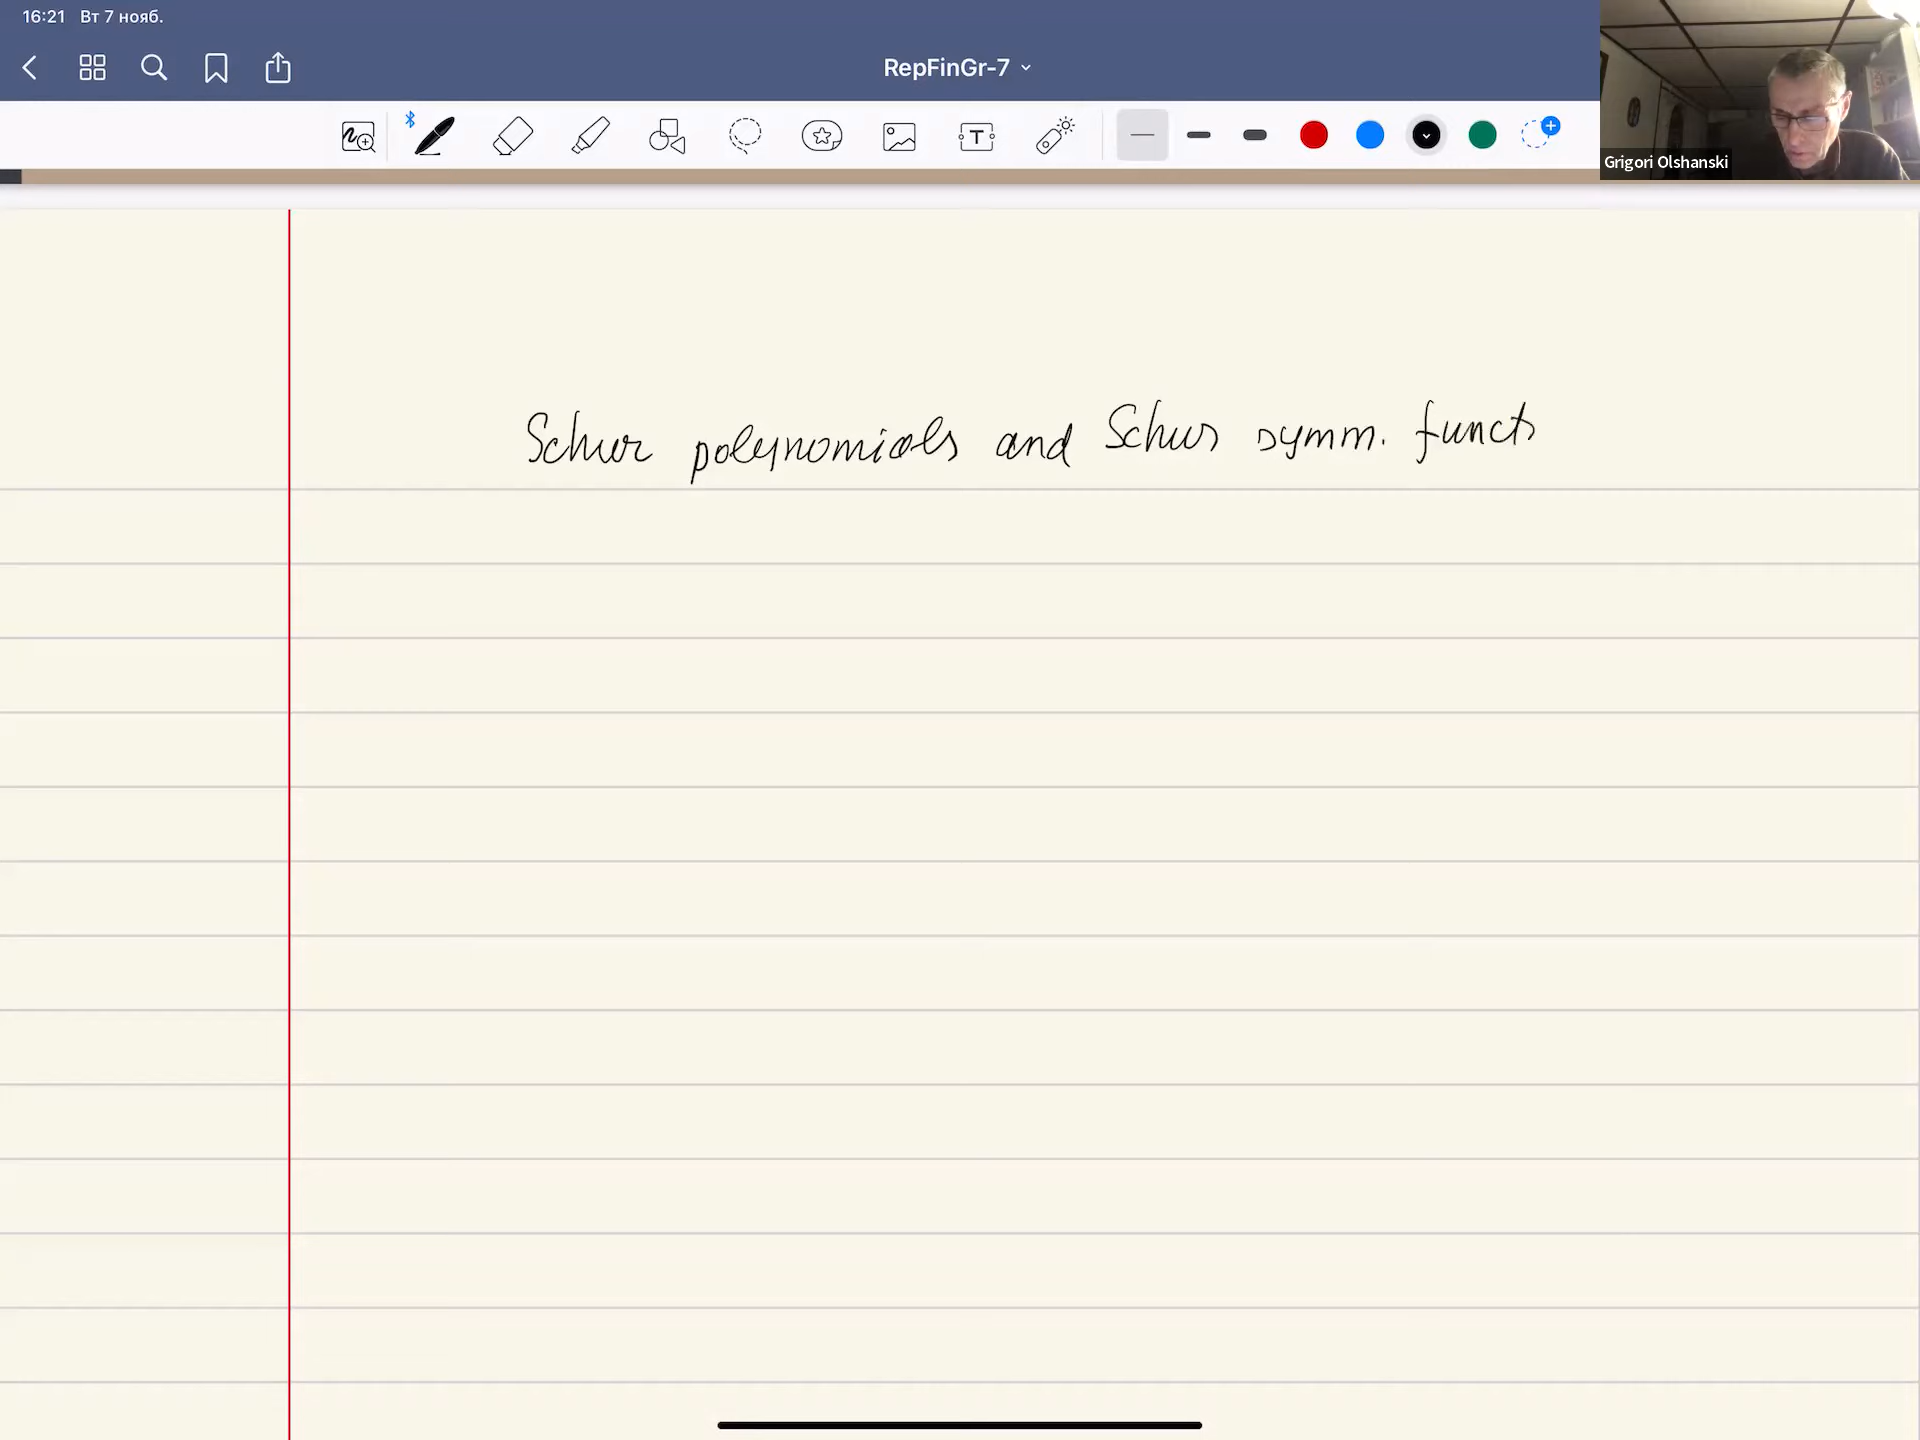 16:21 Вт 7 нояб.
RepFinGr-7
T
Grigori Olshanski
Schur polynomials and Schur symm. functs